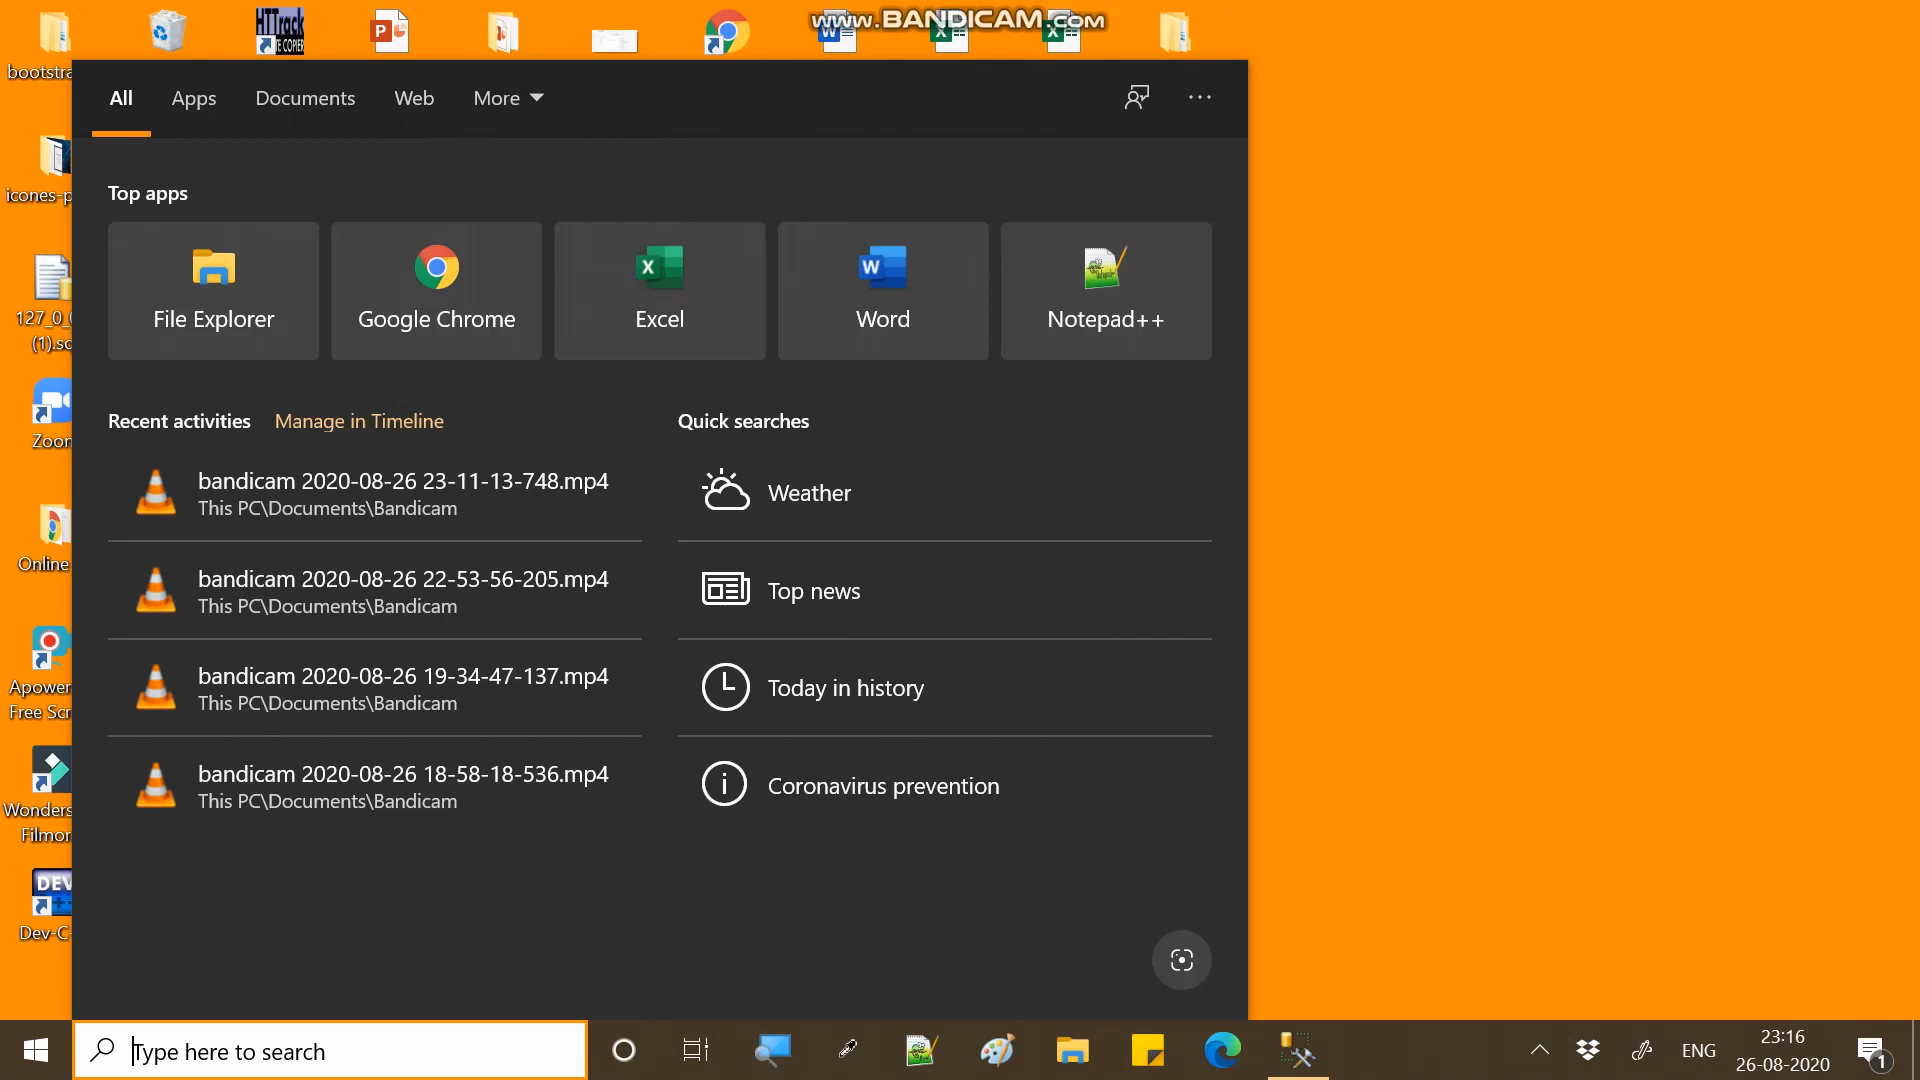 www.BANDICAM.com
HTTrack
bootstra
icones-p
127_0_0
(1).sc
Zoom
Online
Apower
Free Scr
Wonders
Filmor
DEV
Dev-C
All Apps Documents Web More
Top apps
File Explorer
Google Chrome
Excel
Word
Notepad++
Recent activities Manage in Timeline
bandicam 2020-08-26 23-11-13-748.mp4
This PC\Documents\Bandicam
bandicam 2020-08-26 22-53-56-205.mp4
This PC\Documents\Bandicam
bandicam 2020-08-26 19-34-47-137.mp4
This PC\Documents\Bandicam
bandicam 2020-08-26 18-58-18-536.mp4
This PC\Documents\Bandicam
Quick searches
Weather
Top news
Today in history
Coronavirus prevention
Type here to search
ENG
23:16
26-08-2020
1